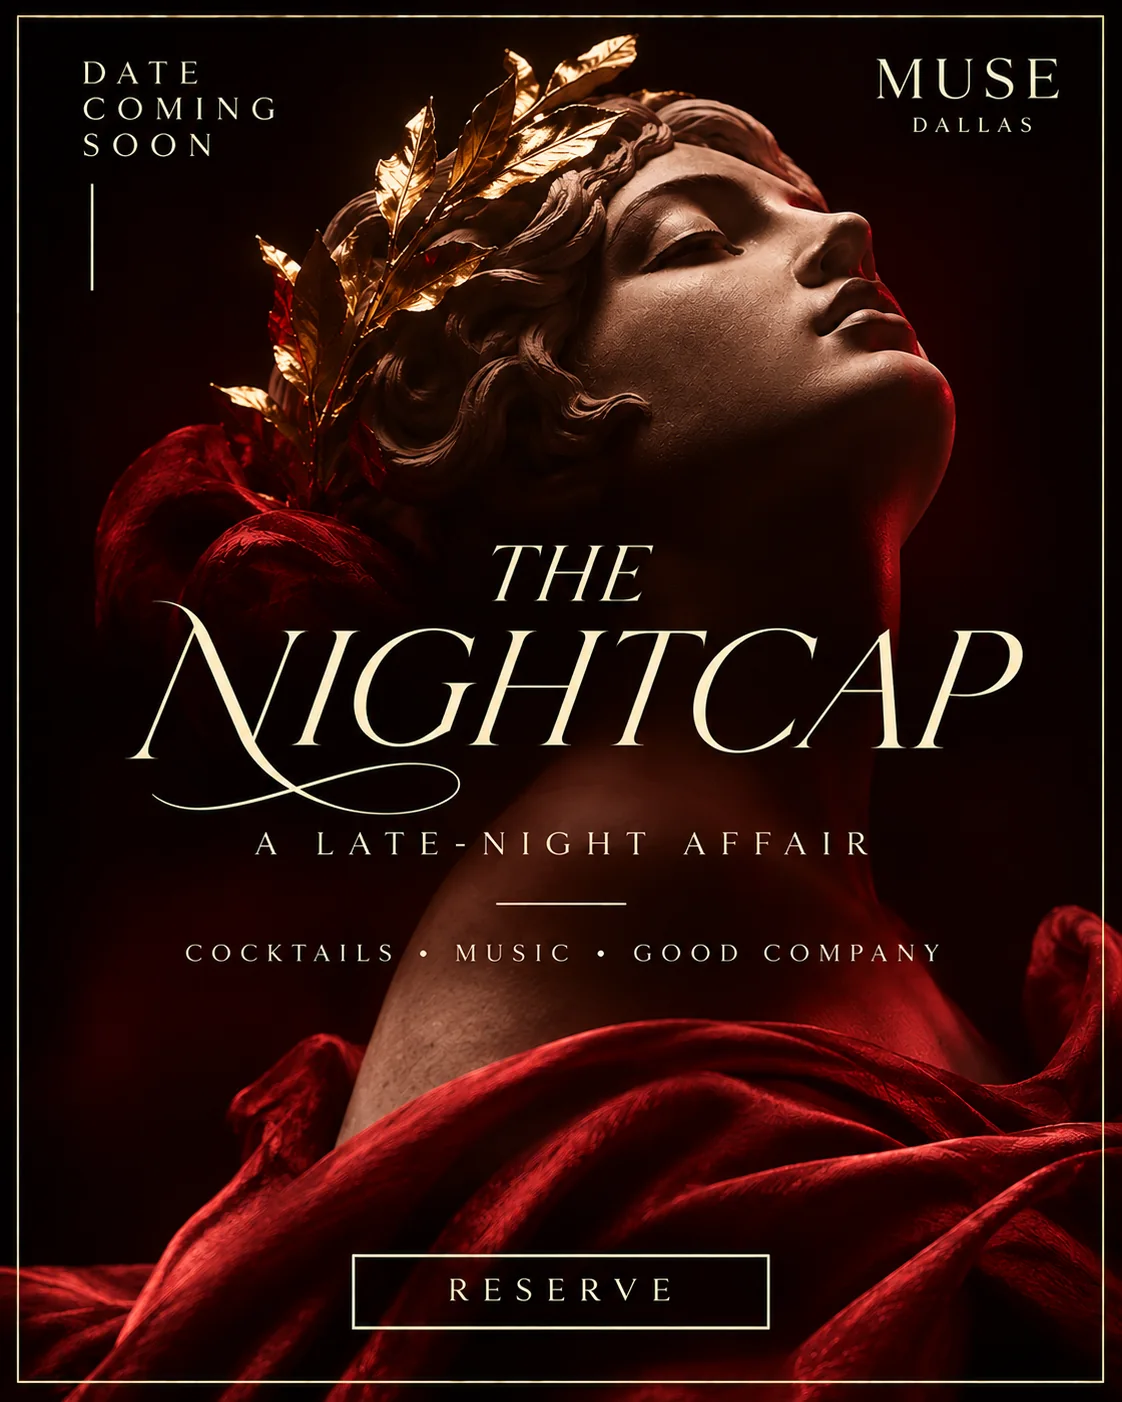 DATE
COMING
SOON
MUSE
DALLAS
THE
NIGHTCAP
A LATE-NIGHT AFFAIR
COCKTAILS • MUSIC • GOOD COMPANY
RESERVE